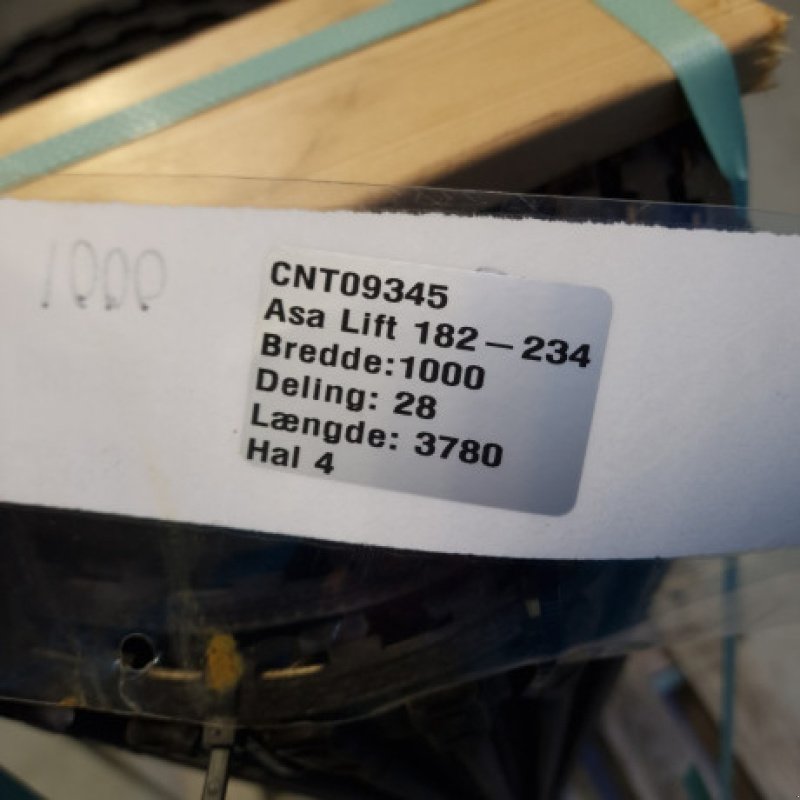 1000
CNT09345
Asa Lift 182—234
Bredde:1000
Deling: 28
Længde: 3780
Hal 4